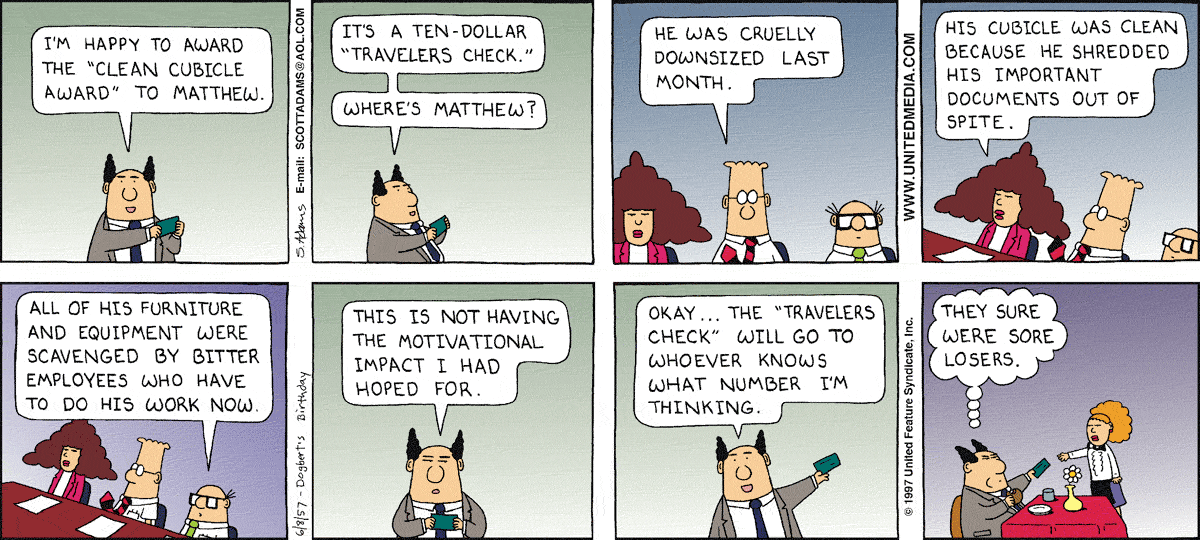 I'M HAPPY TO AWARD
THE "CLEAN CUBICLE
AWARD" TO MATTHEW.
S. Adams
E-mail: SCOTTADAMS@AOL.COM
IT'S A TEN-DOLLAR
"TRAVELERS CHECK."
WHERE'S MATTHEW?
HE WAS CRUELLY
DOWNSIZED LAST
MONTH.
WWW.UNITEDMEDIA.COM
HIS CUBICLE WAS CLEAN
BECAUSE HE SHREDDED
HIS IMPORTANT
DOCUMENTS OUT OF
SPITE.
ALL OF HIS FURNITURE
AND EQUIPMENT WERE
SCAVENGED BY BITTER
EMPLOYEES WHO HAVE
TO DO HIS WORK NOW.
6/8/57 - Dogbert's Birthday
THIS IS NOT HAVING
THE MOTIVATIONAL
IMPACT I HAD
HOPED FOR.
OKAY... THE "TRAVELERS
CHECK" WILL GO TO
WHOEVER KNOWS
WHAT NUMBER I'M
THINKING.
© 1997 United Feature Syndicate, Inc.
THEY SURE
WERE SORE
LOSERS.